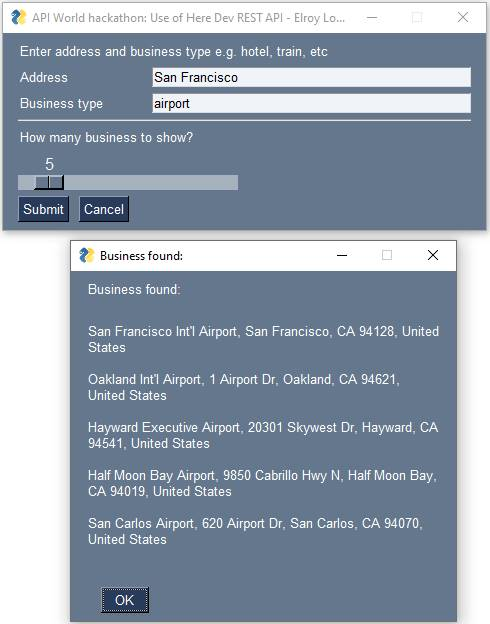 API World hackathon: Use of Here Dev REST API - Elroy Lo...
Enter address and business type e.g. hotel, train, etc
Address San Francisco
Business type airport
How many business to show?
5
Submit Cancel
Business found:
Business found:
San Francisco Int'l Airport, San Francisco, CA 94128, United
States
Oakland Int'l Airport, 1 Airport Dr, Oakland, CA 94621,
United States
Hayward Executive Airport, 20301 Skywest Dr, Hayward, CA
94541, United States
Half Moon Bay Airport, 9850 Cabrillo Hwy N, Half Moon Bay,
CA 94019, United States
San Carlos Airport, 620 Airport Dr, San Carlos, CA 94070,
United States
OK